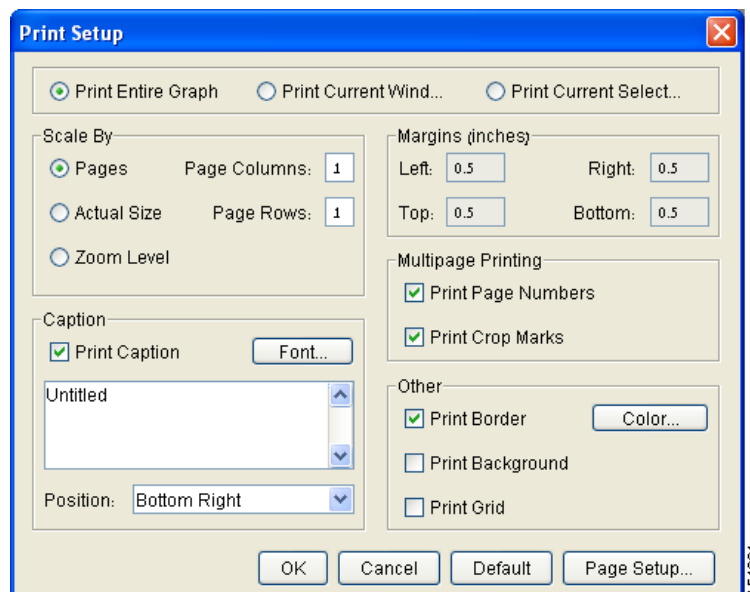 Print Setup
Print Entire Graph
Print Current Wind...
Print Current Select...
Scale By
Pages
Page Columns: 1
Actual Size
Page Rows: 1
Zoom Level
Margins (inches)
Left: 0.5
Right: 0.5
Top: 0.5
Bottom: 0.5
Multipage Printing
Print Page Numbers
Print Crop Marks
Caption
Print Caption
Font...
Untitled
Position: Bottom Right
Other
Print Border
Color...
Print Background
Print Grid
OK
Cancel
Default
Page Setup...